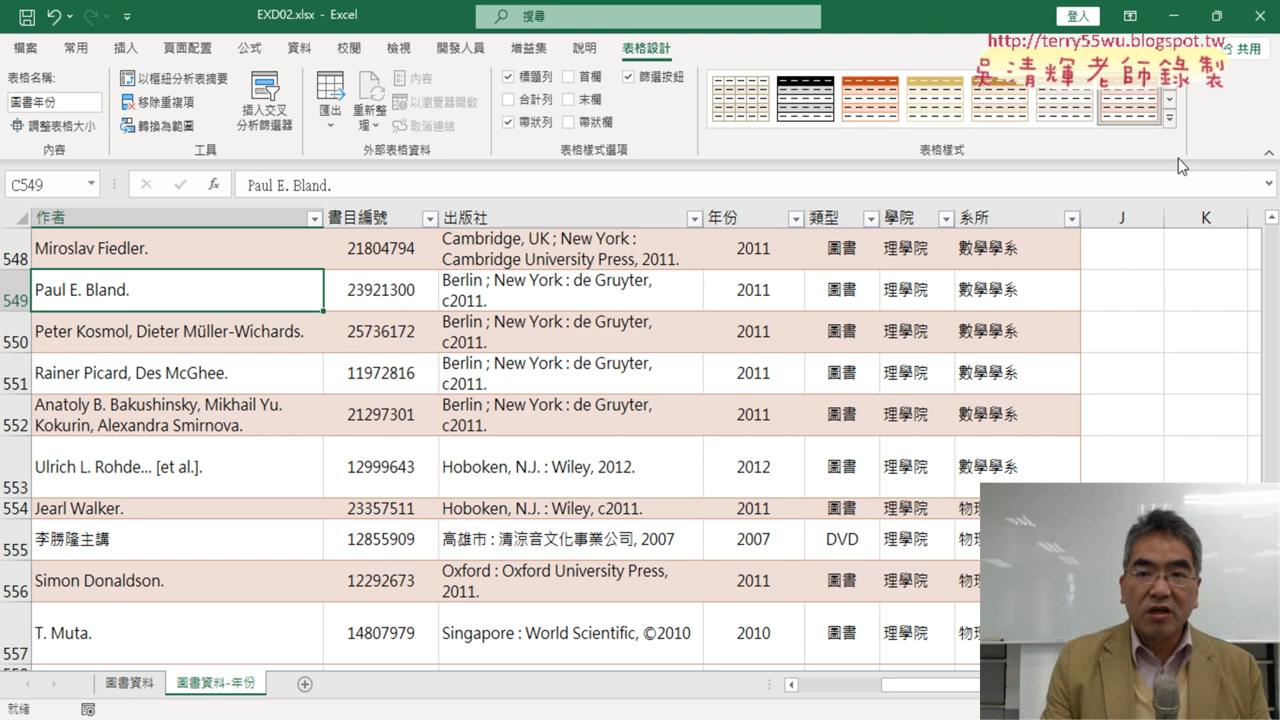 EXD02.xlsx - Excel
搜尋
登入
檔案 常用 插入 頁面配置 公式 資料 校閱 檢視 開發人員 增益集 說明 表格設計 共用
http://terry55wu.blogspot.tw
吳清輝老師錄製
表格名稱:
圖書年份
調整表格大小
內容
以樞紐分析表摘要
移除重複項
轉換為範圍
插入交叉
分析篩選器
工具
匯出
重新整
理
內容
以瀏覽器開啟
取消連結
外部表格資料
標題列 首欄 篩選按鈕
合計列 末欄
帶狀列 帶狀欄
表格樣式選項
表格樣式
C549 fx Paul E. Bland.
作者 書目編號 出版社 年份 類型 學院 系所 J K
548 Miroslav Fiedler. 21804794 Cambridge, UK ; New York :
Cambridge University Press, 2011. 2011 圖書 理學院 數學學系
549 Paul E. Bland. 23921300 Berlin ; New York : de Gruyter,
c2011. 2011 圖書 理學院 數學學系
550 Peter Kosmol, Dieter Müller-Wichards. 25736172 Berlin ; New York : de Gruyter,
c2011. 2011 圖書 理學院 數學學系
551 Rainer Picard, Des McGhee. 11972816 Berlin ; New York : de Gruyter,
c2011. 2011 圖書 理學院 數學學系
552 Anatoly B. Bakushinsky, Mikhail Yu.
Kokurin, Alexandra Smirnova. 21297301 Berlin ; New York : de Gruyter,
c2011. 2011 圖書 理學院 數學學系
553 Ulrich L. Rohde... [et al.]. 12999643 Hoboken, N.J. : Wiley, 2012. 2012 圖書 理學院 數學學系
554 Jearl Walker. 23357511 Hoboken, N.J. : Wiley, c2011. 2011 圖書 理學院 物
555 李勝隆主講 12855909 高雄市 : 清涼音文化事業公司, 2007 2007 DVD 理學院 物
556 Simon Donaldson. 12292673 Oxford : Oxford University Press,
2011. 2011 圖書 理學院 物
557 T. Muta. 14807979 Singapore : World Scientific, ©2010 2010 圖書 理學院 物
圖書資料 圖書資料-年份
就緒